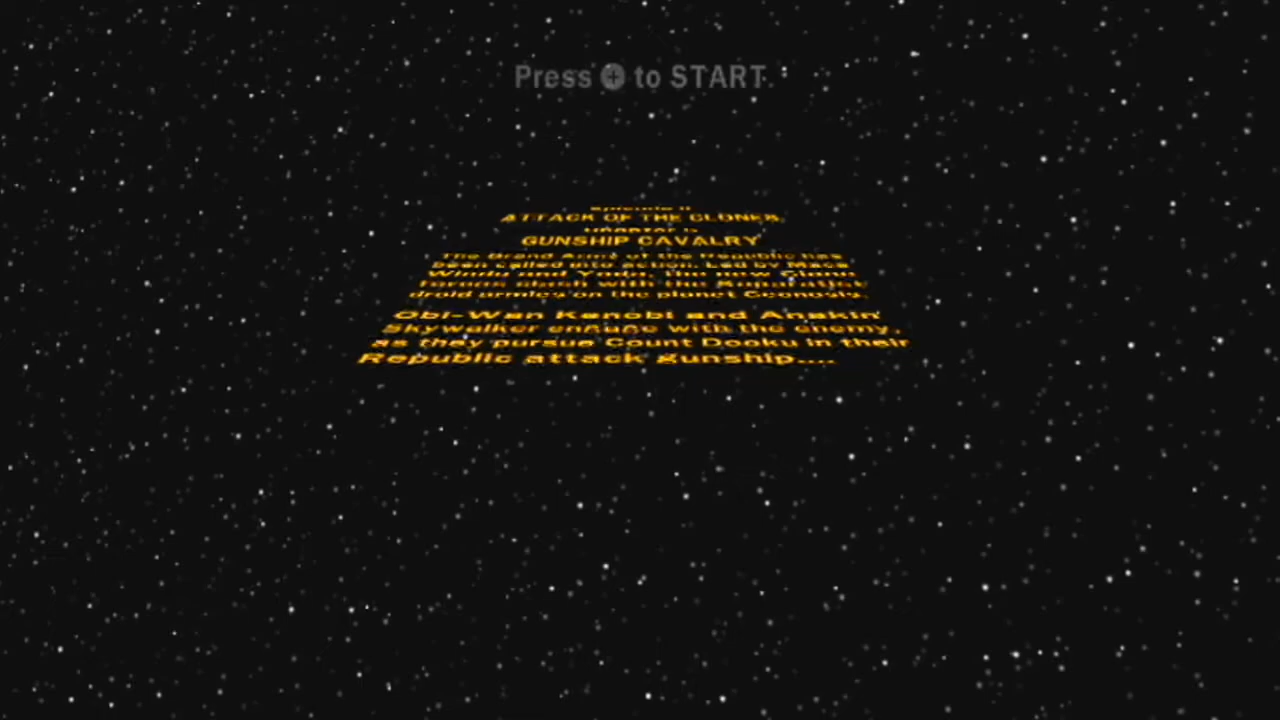 Press + to START
Episode II
ATTACK OF THE CLONES
GUNSHIP CAVALRY
The Grand Army of the Republic has
been called into action. Led by Mace
Windu and Yoda, the new Clone
forces clash with the Separatist
droid armies on the planet Geonosis.
Obi-Wan Kenobi and Anakin
Skywalker engage with the enemy,
as they pursue Count Dooku in their
Republic attack gunship....